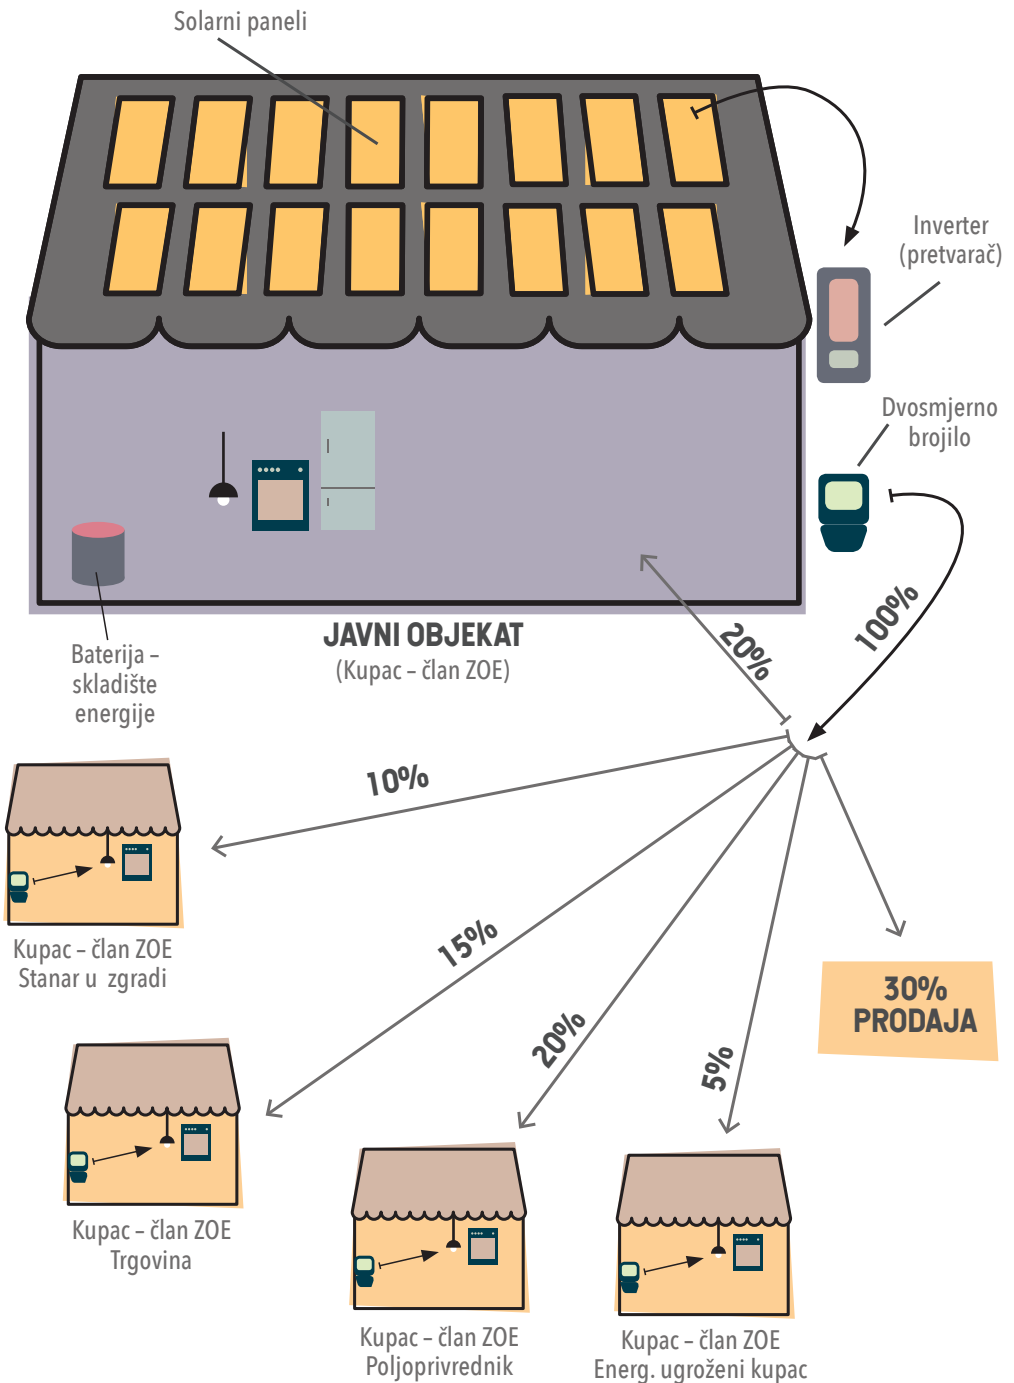 Solarni paneli
Inverter
(pretvarač)
Dvosmjerno
brojilo
100%
20%
JAVNI OBJEKAT
(Kupac – član ZOE)
Baterija –
skladište
energije
10%
15%
20%
5%
30%
PRODAJA
Kupac – član ZOE
Stanar u zgradi
Kupac – član ZOE
Trgovina
Kupac – član ZOE
Poljoprivrednik
Kupac – član ZOE
Energ. ugroženi kupac